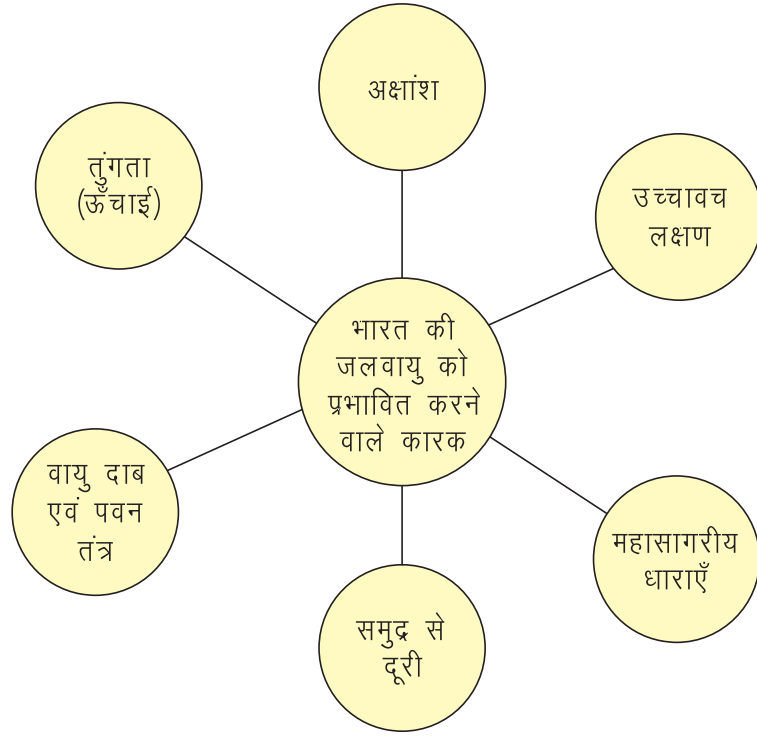 अक्षांश
तुंगता
(ऊँचाई)
उच्चावच
लक्षण
भारत की
जलवायु को
प्रभावित करने
वाले कारक
वायु दाब
एवं पवन
तंत्र
महासागरीय
धाराएँ
समुद्र से
दूरी